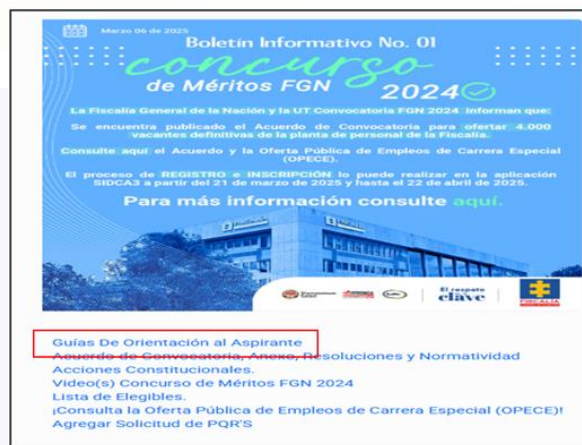 Marzo 06 de 2025
Boletín Informativo No. 01
concurso
de Méritos FGN 2024
La Fiscalía General de la Nación y la UT Convocatoria FGN 2024 informan que:
Se encuentra publicado el Acuerdo de Convocatoria para ofertar 4.000
vacantes definitivas de la planta de personal de la Fiscalía.
Consulte aquí el Acuerdo y la Oferta Pública de Empleos de Carrera Especial
(OPECE).
El proceso de REGISTRO e INSCRIPCIÓN lo puede realizar en la aplicación
SIDCA3 a partir del 21 de marzo de 2025 y hasta el 22 de abril de 2025.
Para más información consulte aquí.
El respeto
es clave
FISCALÍA
Guías De Orientación al Aspirante
Acuerdo de Convocatoria, Anexo, Resoluciones y Normatividad
Acciones Constitucionales.
Video(s) Concurso de Méritos FGN 2024
Lista de Elegibles.
¡Consulta la Oferta Pública de Empleos de Carrera Especial (OPECE)!
Agregar Solicitud de PQR'S